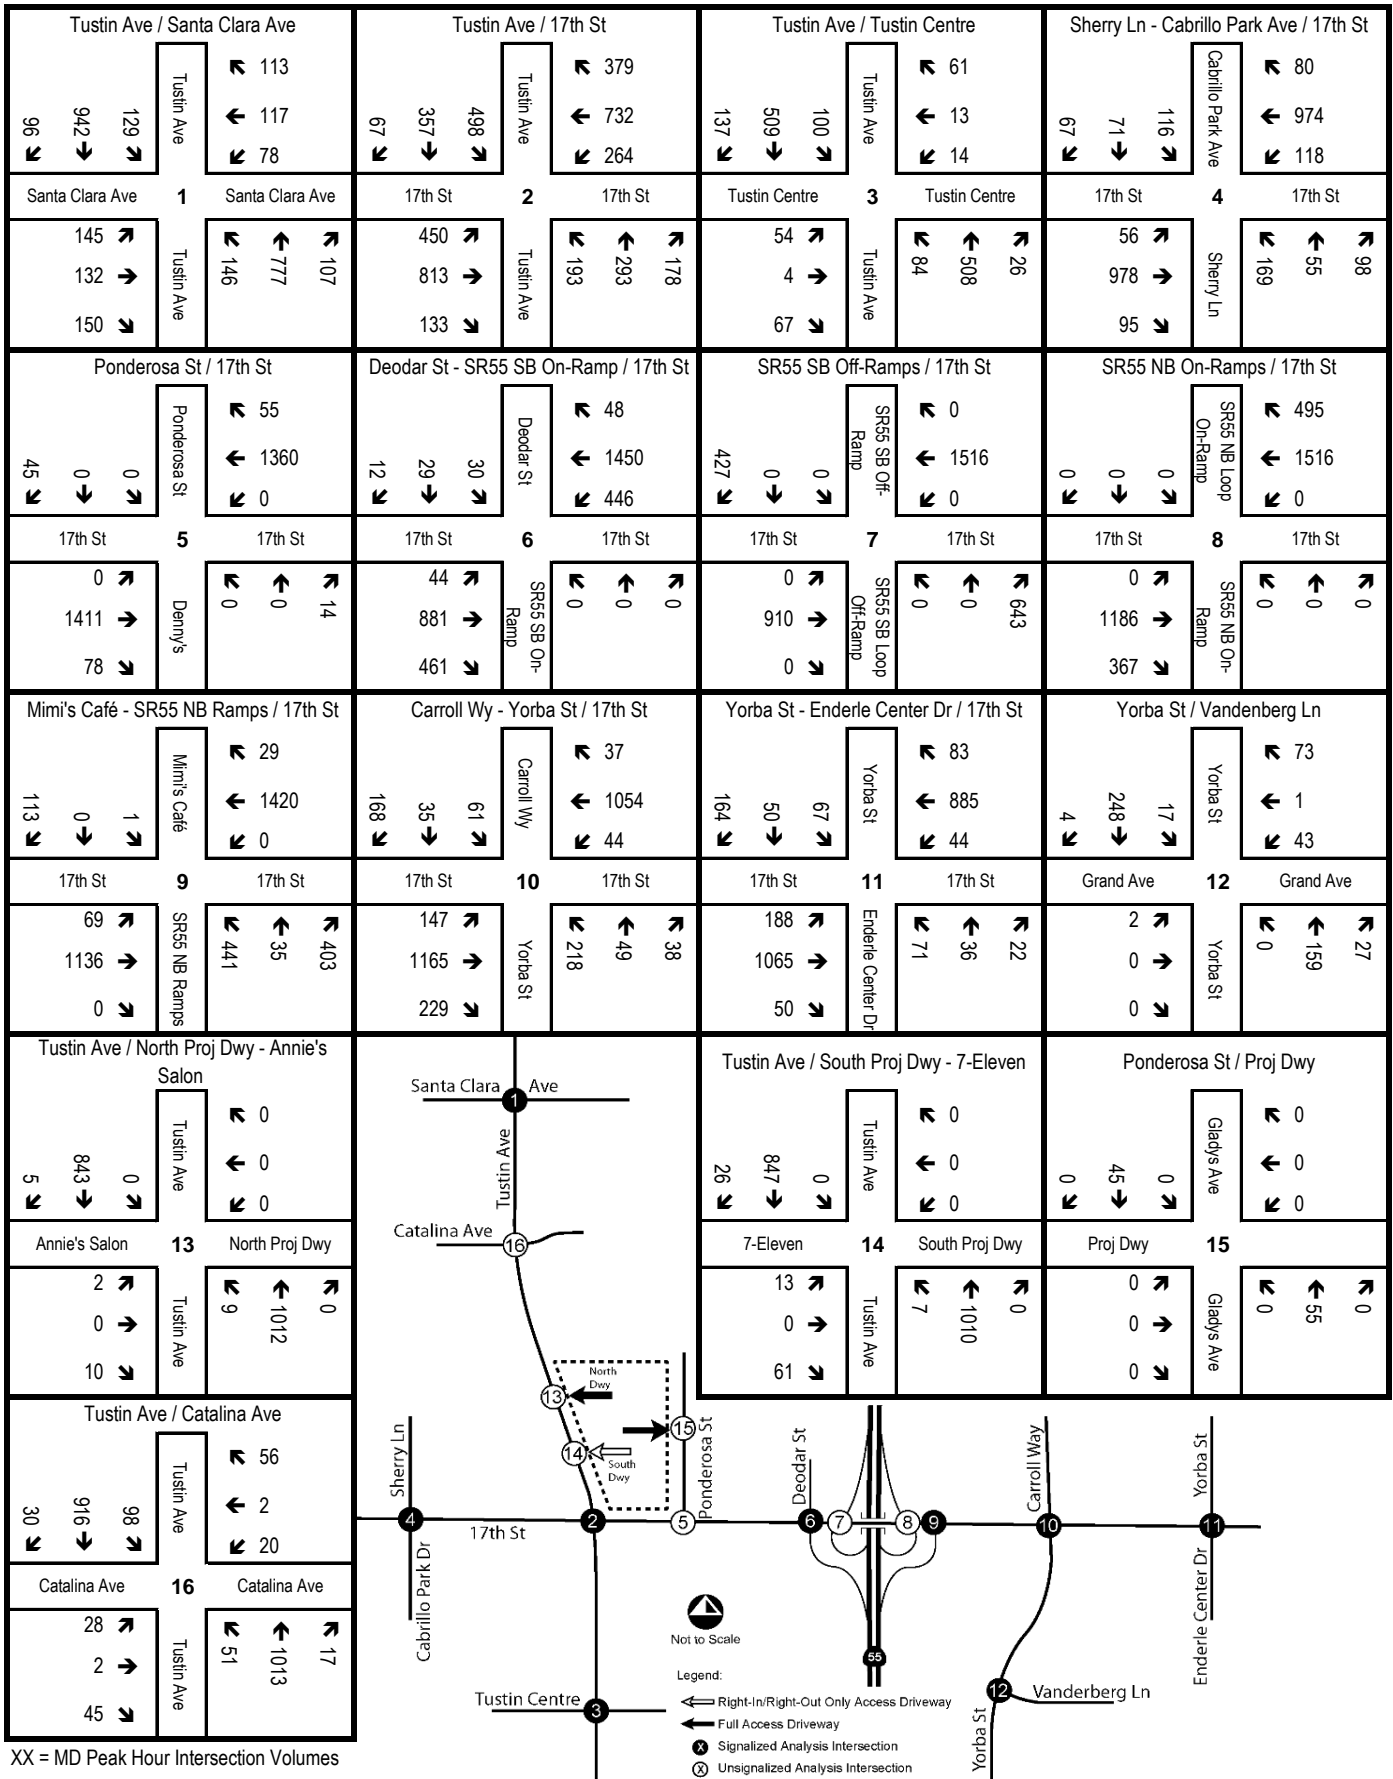 Tustin Ave / Santa Clara Ave
96
942
129
Tustin Ave
113
117
78
Santa Clara Ave 1 Santa Clara Ave
145
132
150
Tustin Ave
146
777
107
Tustin Ave / 17th St
67
357
498
Tustin Ave
379
732
264
17th St 2 17th St
450
813
133
Tustin Ave
193
293
178
Tustin Ave / Tustin Centre
137
509
100
Tustin Ave
61
13
14
Tustin Centre 3 Tustin Centre
54
4
67
Tustin Ave
84
508
26
Sherry Ln - Cabrillo Park Ave / 17th St
67
71
116
Cabrillo Park Ave
80
974
118
17th St 4 17th St
56
978
95
Sherry Ln
169
55
98
Ponderosa St / 17th St
45
0
0
Ponderosa St
55
1360
0
17th St 5 17th St
0
1411
78
Denny's
0
0
14
Deodar St - SR55 SB On-Ramp / 17th St
12
29
30
Deodar St
48
1450
446
17th St 6 17th St
44
881
461
SR55 SB On-
Ramp
0
0
0
SR55 SB Off-Ramps / 17th St
427
0
0
SR55 SB Off-
Ramp
0
1516
0
17th St 7 17th St
0
910
0
SR55 SB Loop
Off-Ramp
0
0
643
SR55 NB On-Ramps / 17th St
0
0
0
SR55 NB Loop
On-Ramp
495
1516
0
17th St 8 17th St
0
1186
367
SR55 NB On-
Ramp
0
0
0
Mimi's Café - SR55 NB Ramps / 17th St
113
0
1
Mimi's Café
29
1420
0
17th St 9 17th St
69
1136
0
SR55 NB Ramps
441
35
403
Carroll Wy - Yorba St / 17th St
168
35
61
Carroll Wy
37
1054
44
17th St 10 17th St
147
1165
229
Yorba St
218
49
38
Yorba St - Enderle Center Dr / 17th St
164
50
67
Yorba St
83
885
44
17th St 11 17th St
188
1065
50
Enderle Center Dr
71
36
22
Yorba St / Vandenberg Ln
4
248
17
Yorba St
73
1
43
Grand Ave 12 Grand Ave
2
0
0
Yorba St
0
159
27
Tustin Ave / North Proj Dwy - Annie's
Salon
5
843
0
Tustin Ave
0
0
0
Annie's Salon 13 North Proj Dwy
2
0
10
Tustin Ave
9
1012
0
Tustin Ave / South Proj Dwy - 7-Eleven
26
847
0
Tustin Ave
0
0
0
7-Eleven 14 South Proj Dwy
13
0
61
Tustin Ave
7
1010
0
Ponderosa St / Proj Dwy
0
45
0
Gladys Ave
0
0
0
Proj Dwy 15
0
0
0
Gladys Ave
0
55
0
Tustin Ave / Catalina Ave
30
916
98
Tustin Ave
56
2
20
Catalina Ave 16 Catalina Ave
28
2
45
Tustin Ave
51
1013
17
Santa Clara Ave
1
Tustin Ave
Catalina Ave
16
13
North
Dwy
14
South
Dwy
15
Ponderosa St
Sherry Ln
4
17th St
2
5
Deodar St
6
7
8
9
Carroll Way
10
Yorba St
11
Cabrillo Park Dr
Enderle Center Dr
55
Tustin Centre
3
12
Vanderberg Ln
Yorba St
Not to Scale
Legend:
Right-In/Right-Out Only Access Driveway
Full Access Driveway
X Signalized Analysis Intersection
X Unsignalized Analysis Intersection
XX = MD Peak Hour Intersection Volumes